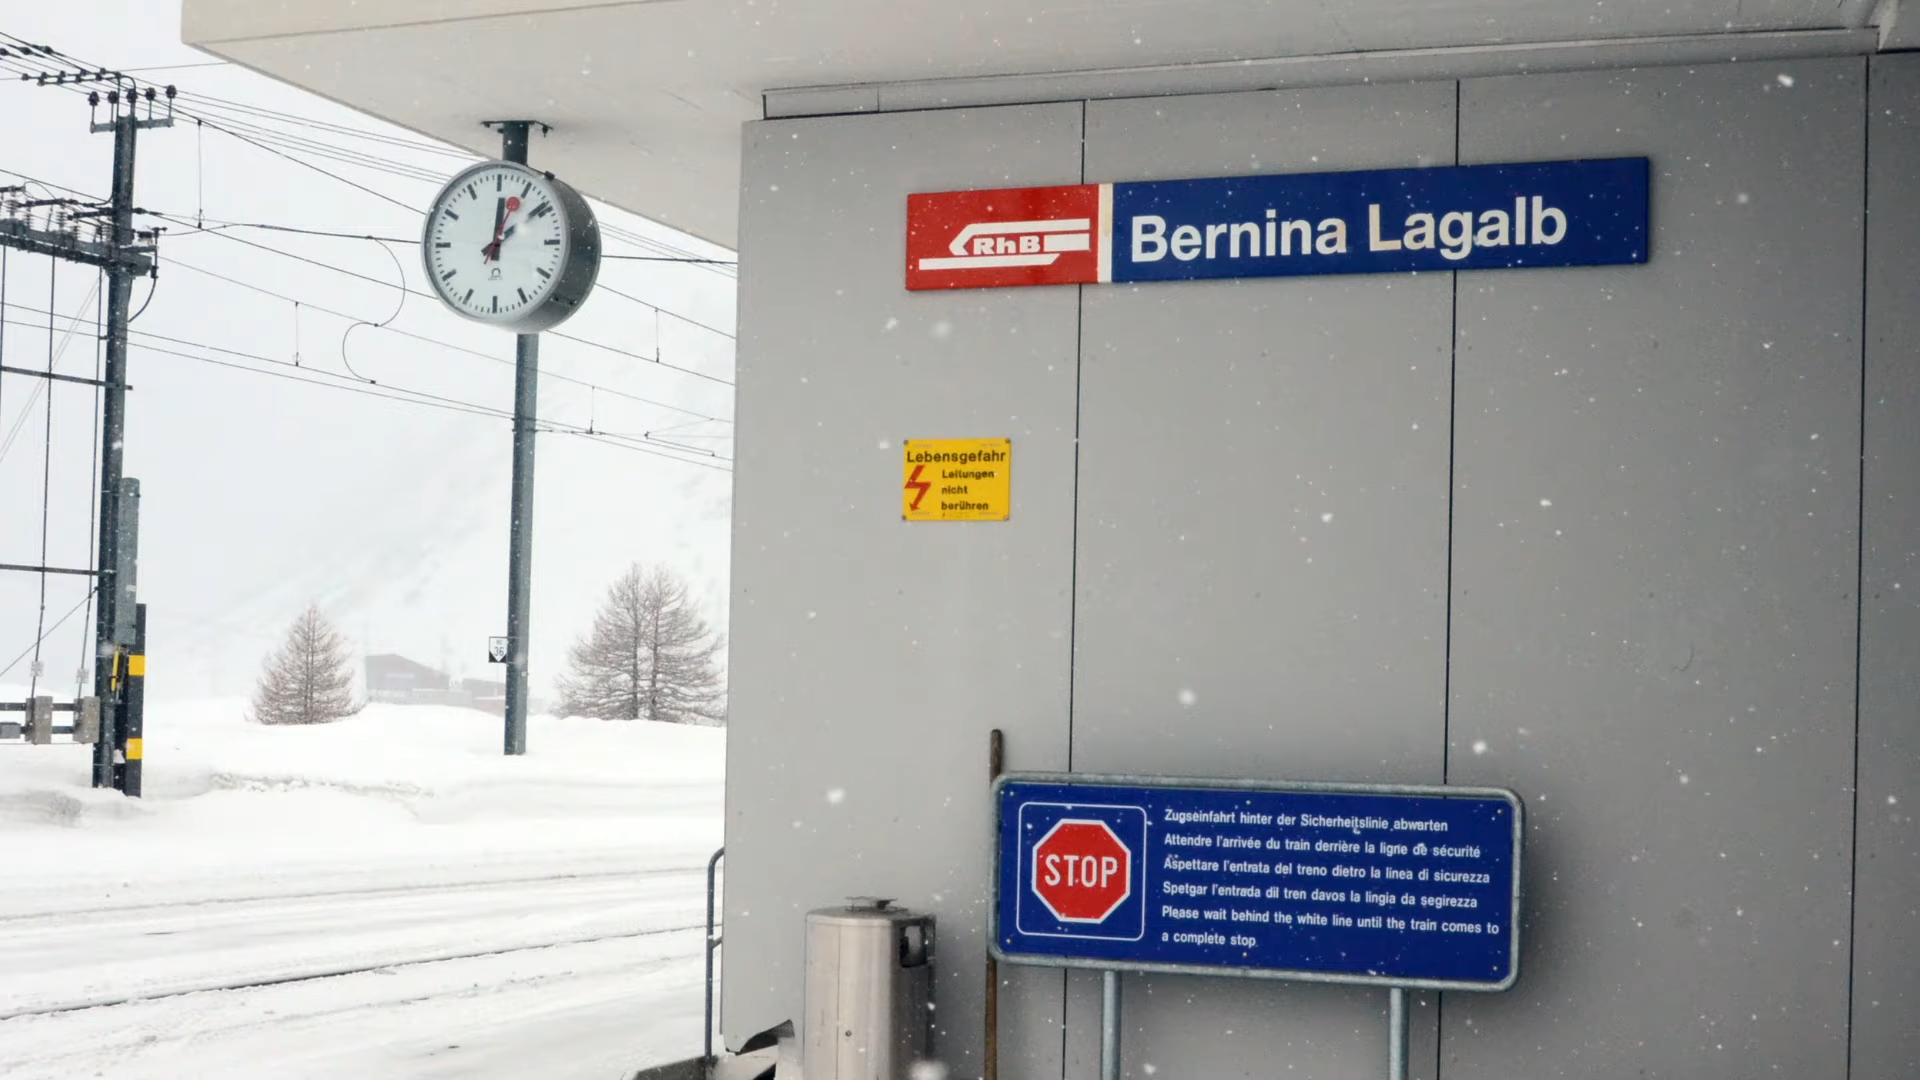 RhB
Bernina Lagalb
Lebensgefahr
Leitungen
nicht
berühren
36
STOP
Zugseinfahrt hinter der Sicherheitslinie abwarten
Attendre l'arrivée du train derrière la ligne de sécurité
Aspettare l'entrata del treno dietro la linea di sicurezza
Spetgar l'entrada dil tren davos la lingia da segirezza
Please wait behind the white line until the train comes to
a complete stop